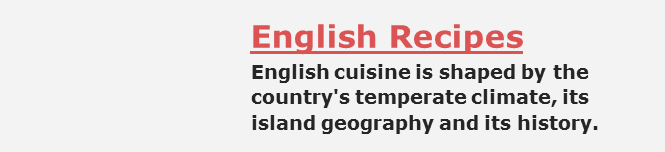 English Recipes
English cuisine is shaped by the
country's temperate climate, its
island geography and its history.